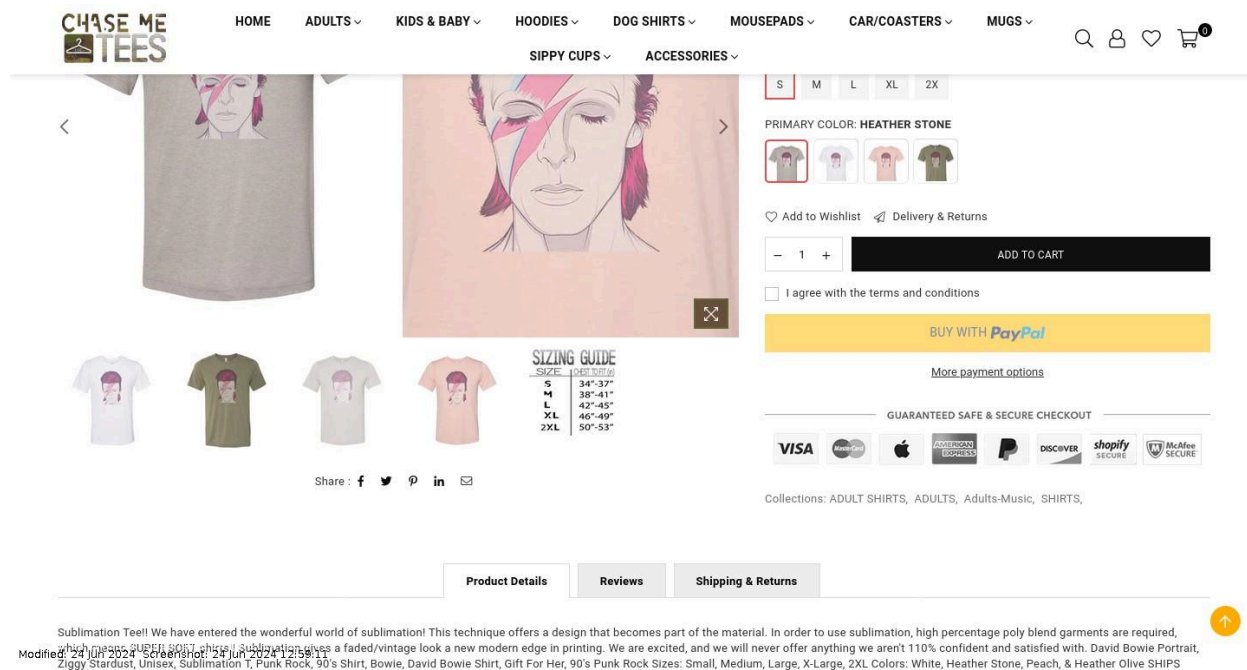 CHASE ME
TEES
HOME ADULTS KIDS & BABY HOODIES DOG SHIRTS MOUSEPADS CAR/COASTERS MUGS
SIPPY CUPS ACCESSORIES
0
S M L XL 2X
PRIMARY COLOR: HEATHER STONE
Add to Wishlist Delivery & Returns
− 1 + ADD TO CART
I agree with the terms and conditions
BUY WITH PayPal
More payment options
SIZING GUIDE
SIZE CHEST TO FIT (in)
S 34"-37"
M 38"-41"
L 42"-45"
XL 46"-49"
2XL 50"-53"
GUARANTEED SAFE & SECURE CHECKOUT
VISA MasterCard AMERICAN EXPRESS DISCOVER shopify SECURE McAfee SECURE
Share :
Collections: ADULT SHIRTS, ADULTS, Adults-Music, SHIRTS,
Product Details Reviews Shipping & Returns
Sublimation Tee!! We have entered the wonderful world of sublimation! This technique offers a design that becomes part of the material. In order to use sublimation, high percentage poly blend garments are required,
which means SUPER SOFT shirts!! Sublimation gives a faded/vintage look a new modern edge in printing. We are excited, and we will never offer anything we aren't 110% confident and satisfied with. David Bowie Portrait,
Modified: 24 Jun 2024 Screenshot: 24 Jun 2024 12:59:11
Ziggy Stardust, Unisex, Sublimation T, Punk Rock, 90's Shirt, Bowie, David Bowie Shirt, Gift For Her, 90's Punk Rock Sizes: Small, Medium, Large, X-Large, 2XL Colors: White, Heather Stone, Peach, & Heather Olive SHIPS